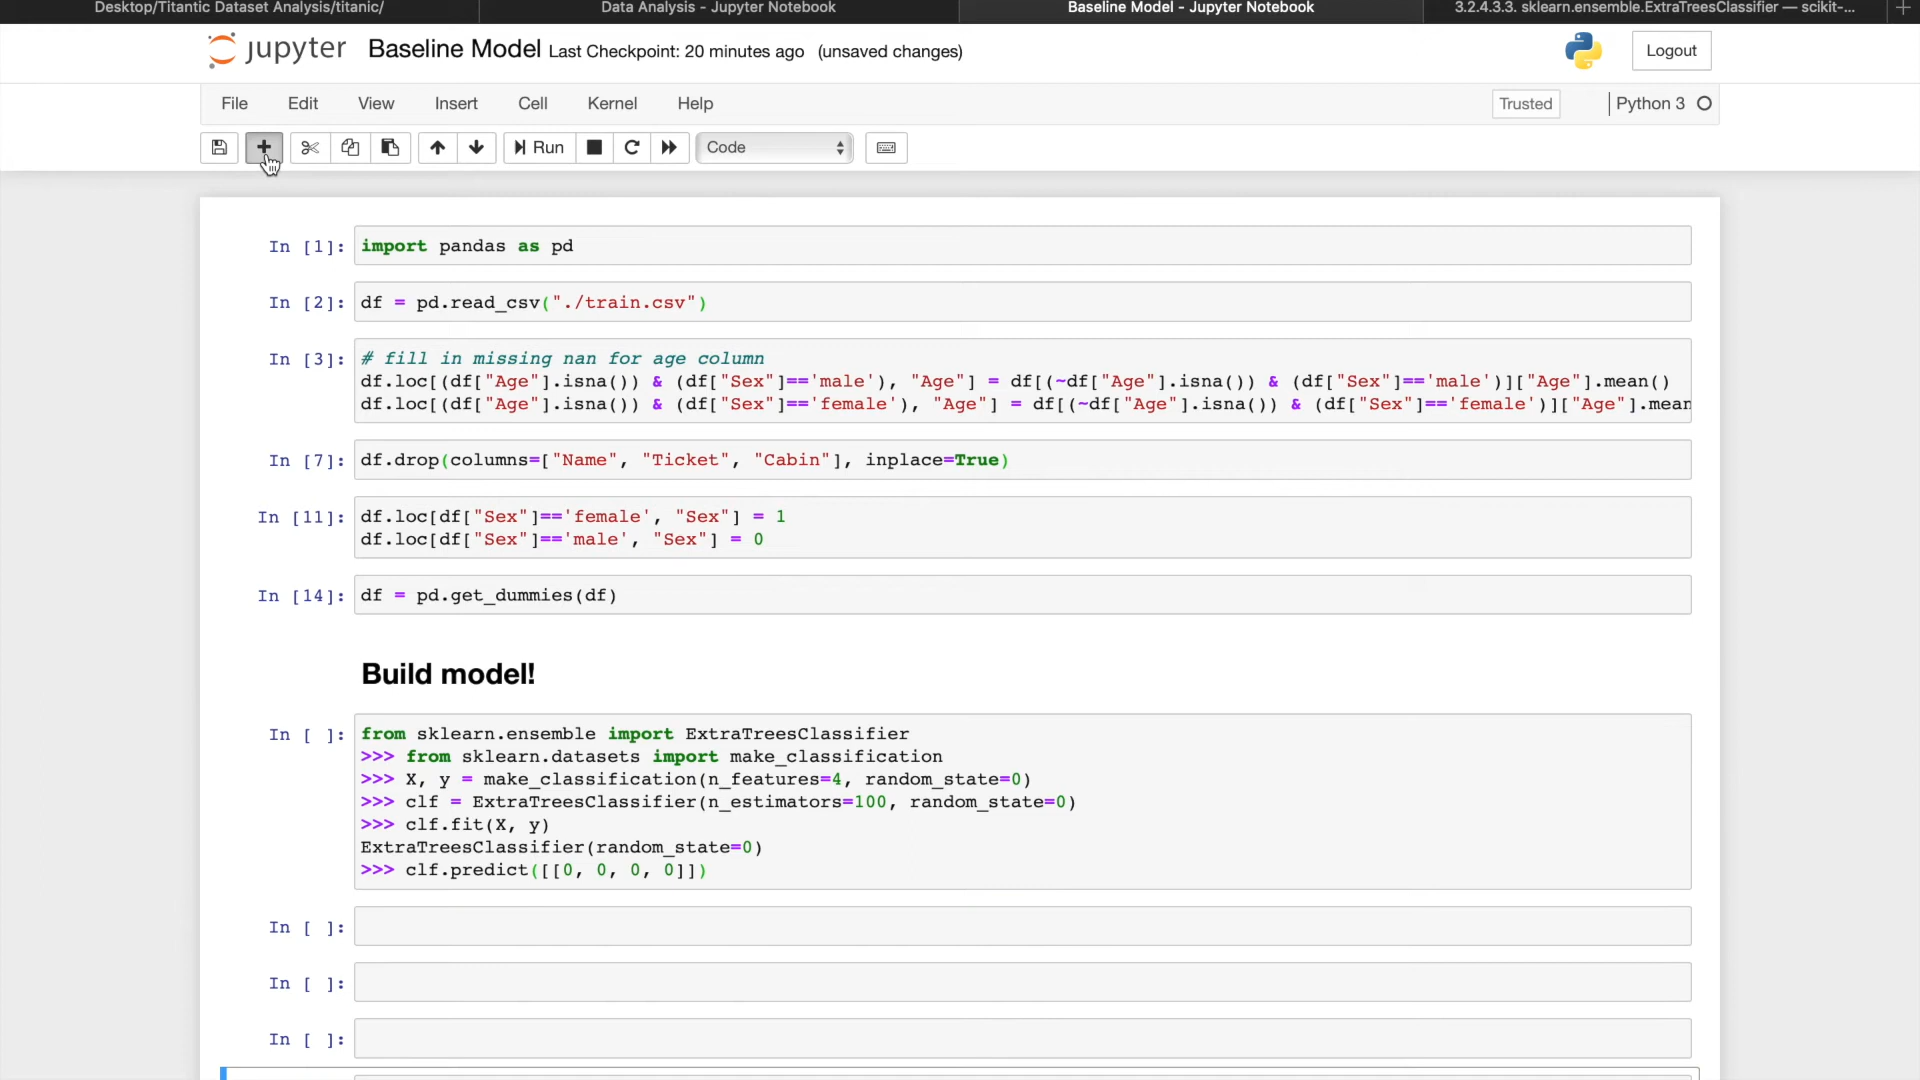 Desktop/Titantic Dataset Analysis/titanic/
Data Analysis - Jupyter Notebook
Baseline Model - Jupyter Notebook
3.2.4.3.3. sklearn.ensemble.ExtraTreesClassifier — scikit-...
jupyter Baseline Model Last Checkpoint: 20 minutes ago (unsaved changes)
Logout
File Edit View Insert Cell Kernel Help
Trusted
Python 3
Run
Code
In [1]: import pandas as pd
In [2]: df = pd.read_csv("./train.csv")
In [3]: # fill in missing nan for age column
df.loc[(df["Age"].isna()) & (df["Sex"]=='male'), "Age"] = df[(~df["Age"].isna()) & (df["Sex"]=='male')]["Age"].mean()
df.loc[(df["Age"].isna()) & (df["Sex"]=='female'), "Age"] = df[(~df["Age"].isna()) & (df["Sex"]=='female')]["Age"].mean
In [7]: df.drop(columns=["Name", "Ticket", "Cabin"], inplace=True)
In [11]: df.loc[df["Sex"]=='female', "Sex"] = 1
df.loc[df["Sex"]=='male', "Sex"] = 0
In [14]: df = pd.get_dummies(df)
Build model!
In [ ]: from sklearn.ensemble import ExtraTreesClassifier
>>> from sklearn.datasets import make_classification
>>> X, y = make_classification(n_features=4, random_state=0)
>>> clf = ExtraTreesClassifier(n_estimators=100, random_state=0)
>>> clf.fit(X, y)
ExtraTreesClassifier(random_state=0)
>>> clf.predict([[0, 0, 0, 0]])
In [ ]:
In [ ]:
In [ ]: